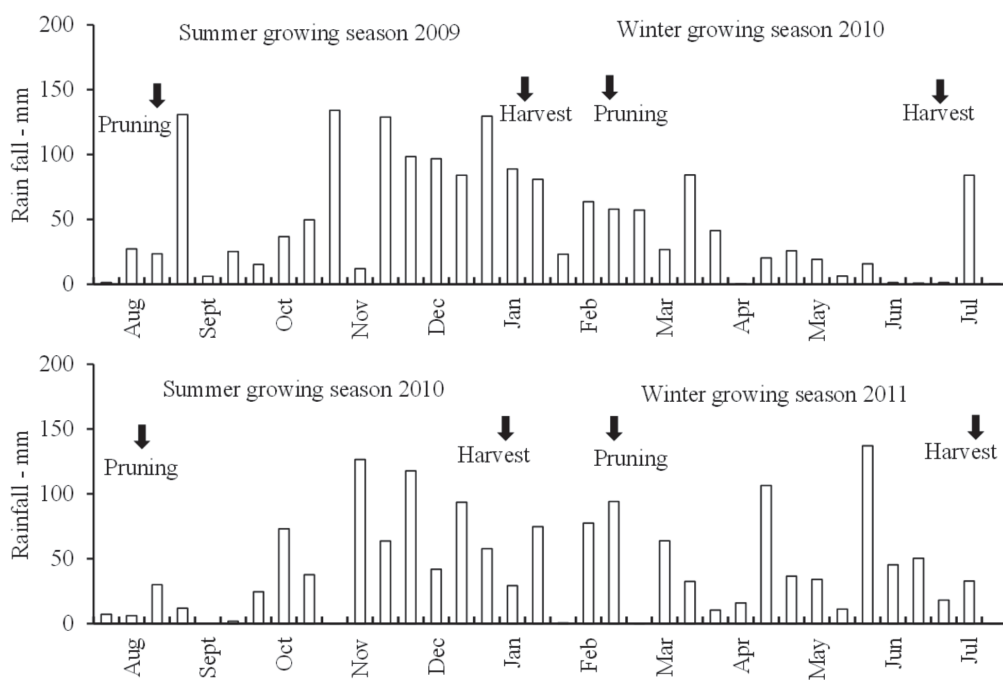 200
150
100
50
0
Rain fall - mm
Summer growing season 2009
Winter growing season 2010
Pruning
Harvest
Pruning
Harvest
Aug
Sept
Oct
Nov
Dec
Jan
Feb
Mar
Apr
May
Jun
Jul
200
150
100
50
0
Rainfall - mm
Summer growing season 2010
Winter growing season 2011
Pruning
Harvest
Pruning
Harvest
Aug
Sept
Oct
Nov
Dec
Jan
Feb
Mar
Apr
May
Jun
Jul